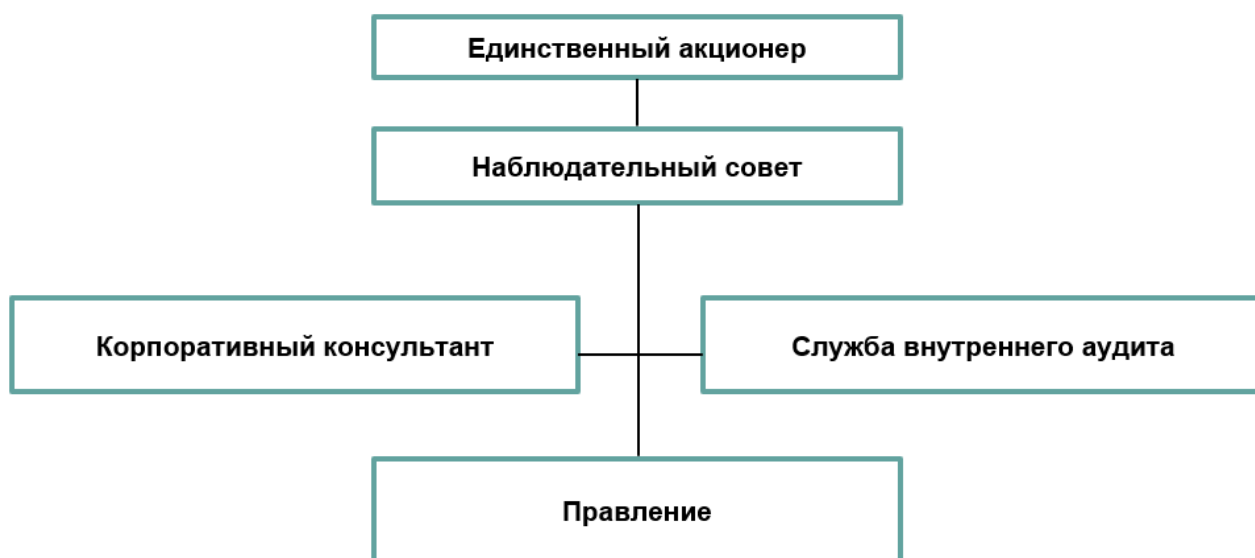 Единственный акционер
Наблюдательный совет
Корпоративный консультант
Служба внутреннего аудита
Правление